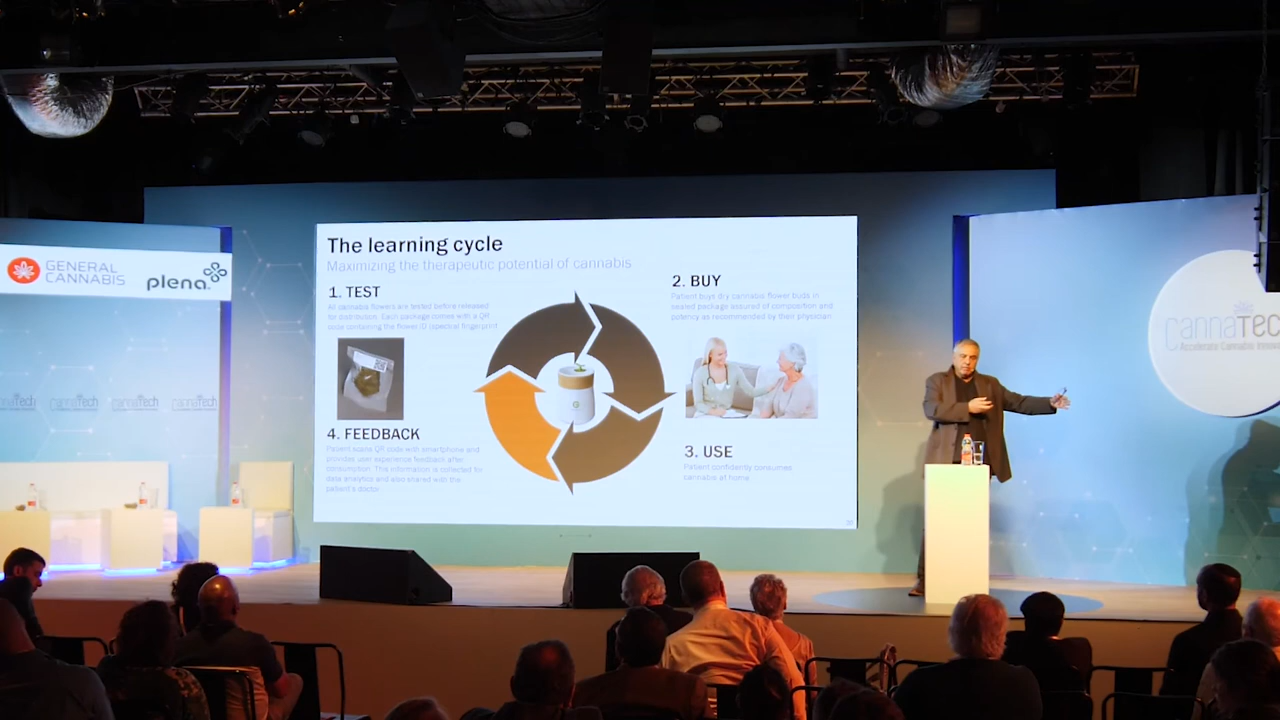 GENERAL
CANNABIS
plena.
The learning cycle
Maximizing the therapeutic potential of cannabis
1. TEST
All cannabis flowers are tested before released
for distribution. Each package comes with a QR
code containing the flower ID (spectral fingerprint
2. BUY
Patient buys dry cannabis flower buds in
sealed package assured of composition and
potency as recommended by their physician
4. FEEDBACK
Patient scans QR code with smartphone and
provides user experience feedback after
consumption. This information is collected for
data analytics and also shared with the
patient's doctor.
3. USE
Patient confidently consumes
cannabis at home.
cannaTech
Accelerate Cannabis Innova
cannaTech
cannaTech
cannaTech